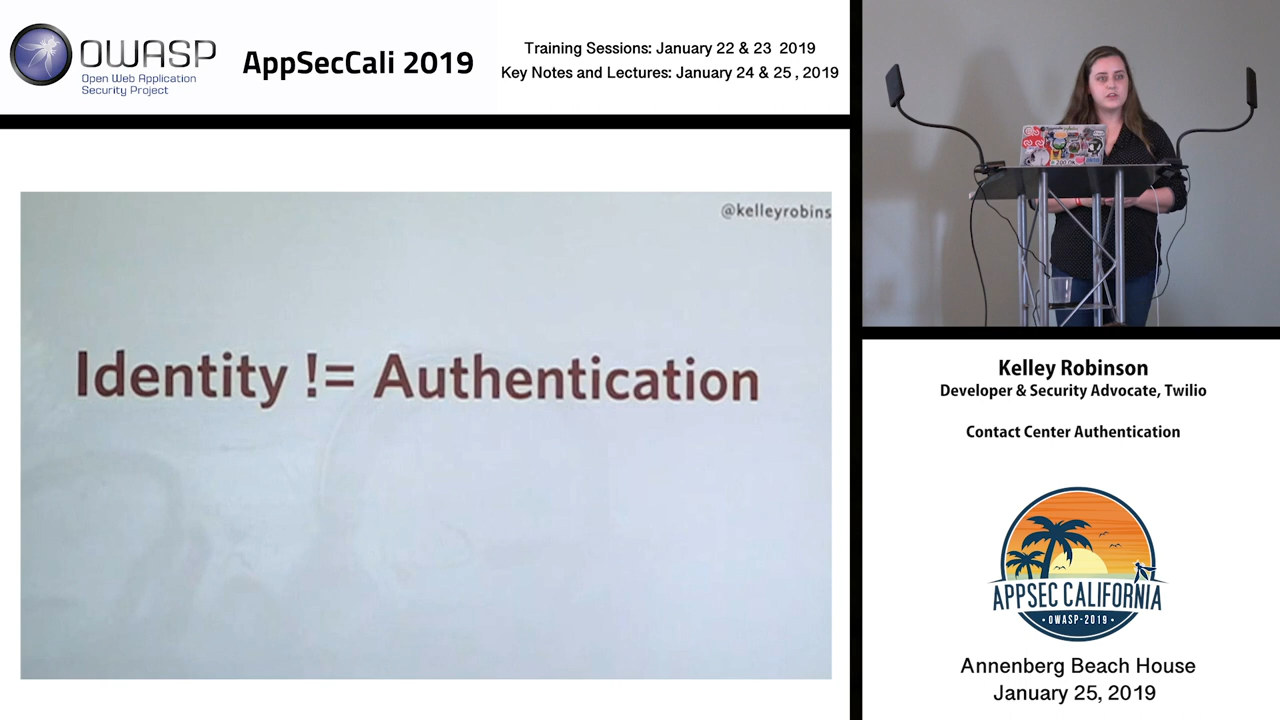 OWASP
Open Web Application
Security Project
AppSecCali 2019
Training Sessions: January 22 & 23 2019
Key Notes and Lectures: January 24 & 25 , 2019
@kelleyrobins
Identity != Authentication
Kelley Robinson
Developer & Security Advocate, Twilio
Contact Center Authentication
APPSEC CALIFORNIA
• OWASP-2019 •
Annenberg Beach House
January 25, 2019